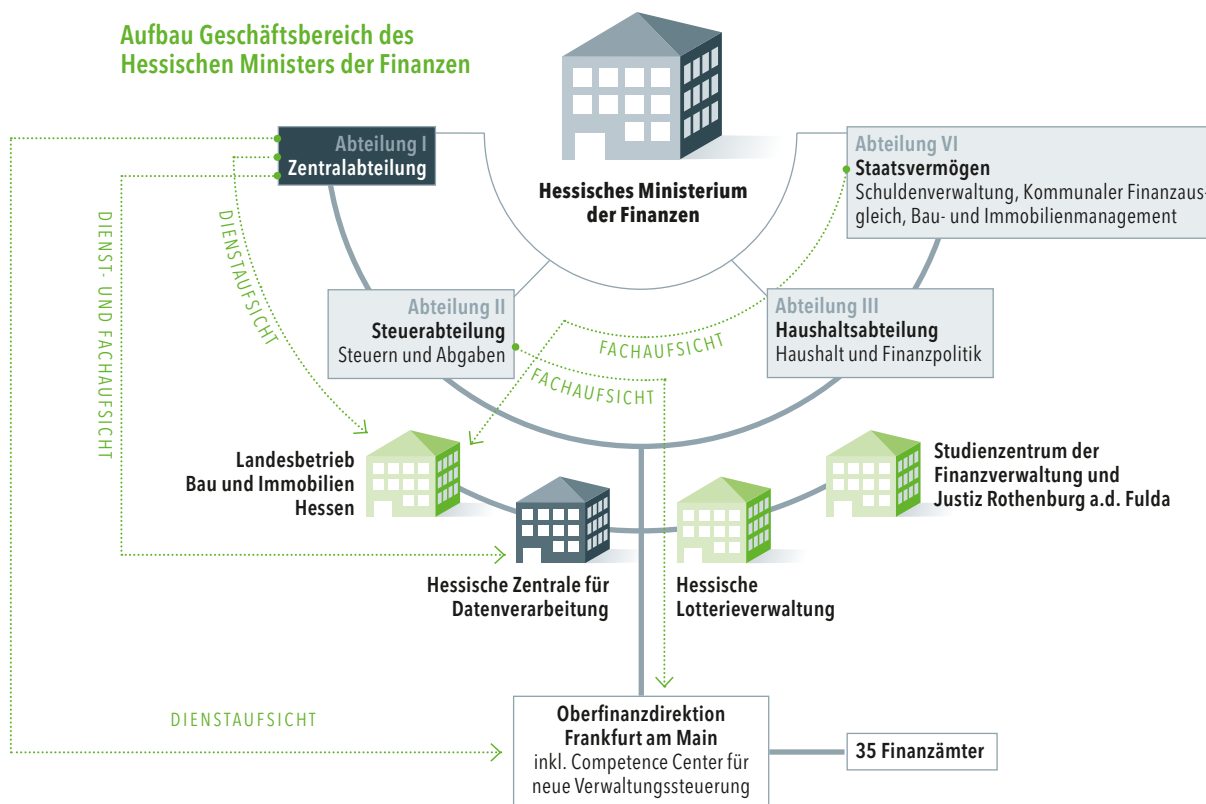 Aufbau Geschäftsbereich des
Hessischen Ministers der Finanzen
Abteilung I
Zentralabteilung
Hessisches Ministerium
der Finanzen
Abteilung VI
Staatsvermögen
Schuldenverwaltung, Kommunaler Finanzaus-
gleich, Bau- und Immobilienmanagement
DIENST- UND FACHAUFSICHT
DIENSTAUFSICHT
Abteilung II
Steuerabteilung
Steuern und Abgaben
FACHAUFSICHT
FACHAUFSICHT
Abteilung III
Haushaltsabteilung
Haushalt und Finanzpolitik
Landesbetrieb
Bau und Immobilien
Hessen
Studienzentrum der
Finanzverwaltung und
Justiz Rothenburg a.d. Fulda
Hessische Zentrale für
Datenverarbeitung
Hessische
Lotterieverwaltung
DIENSTAUFSICHT
Oberfinanzdirektion
Frankfurt am Main
inkl. Competence Center für
neue Verwaltungssteuerung
35 Finanzämter